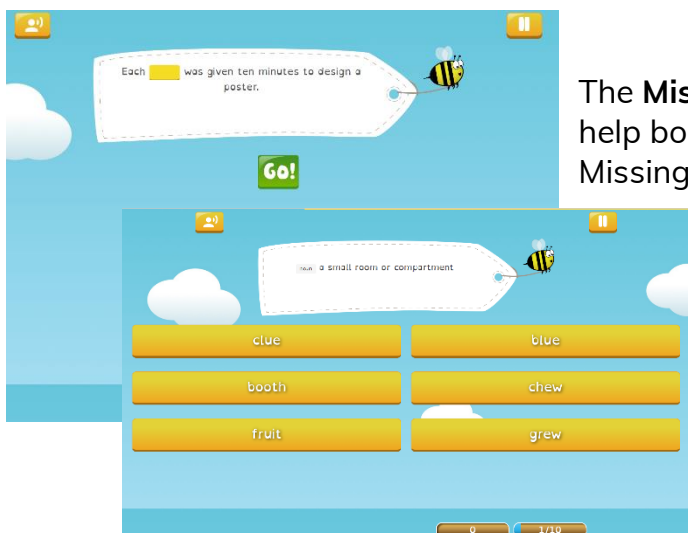 Each was given ten minutes to design a
poster.
Go!
The Mis
help bo
Missing
noun a small room or compartment
clue
blue
booth
chew
fruit
grew
0
1/10